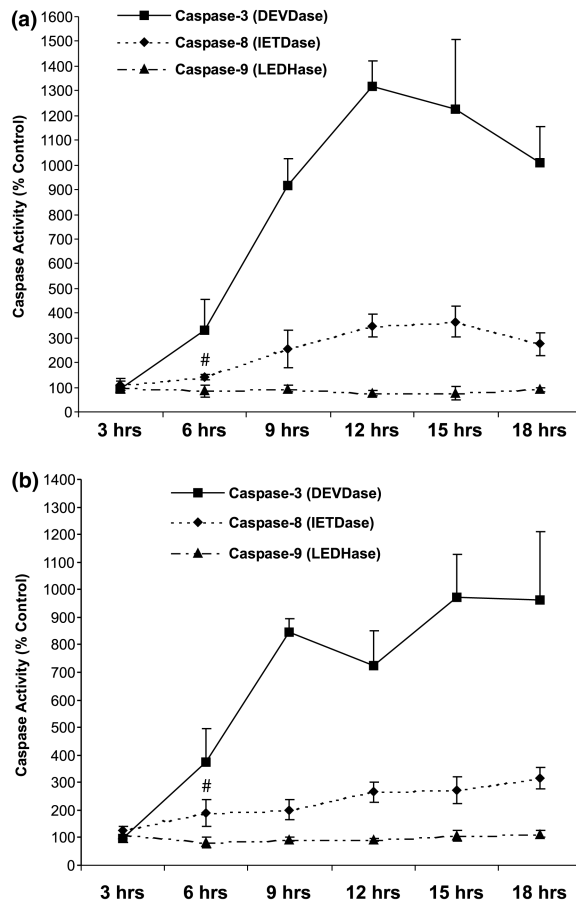 (a)
Caspase Activity (% Control)
1600
1500
1400
1300
1200
1100
1000
900
800
700
600
500
400
300
200
100
0
Caspase-3 (DEVDase)
Caspase-8 (IETDase)
Caspase-9 (LEDHase)
#
3 hrs 6 hrs 9 hrs 12 hrs 15 hrs 18 hrs
(b)
Caspase Activity (% Control)
1400
1300
1200
1100
1000
900
800
700
600
500
400
300
200
100
0
Caspase-3 (DEVDase)
Caspase-8 (IETDase)
Caspase-9 (LEDHase)
#
3 hrs 6 hrs 9 hrs 12 hrs 15 hrs 18 hrs